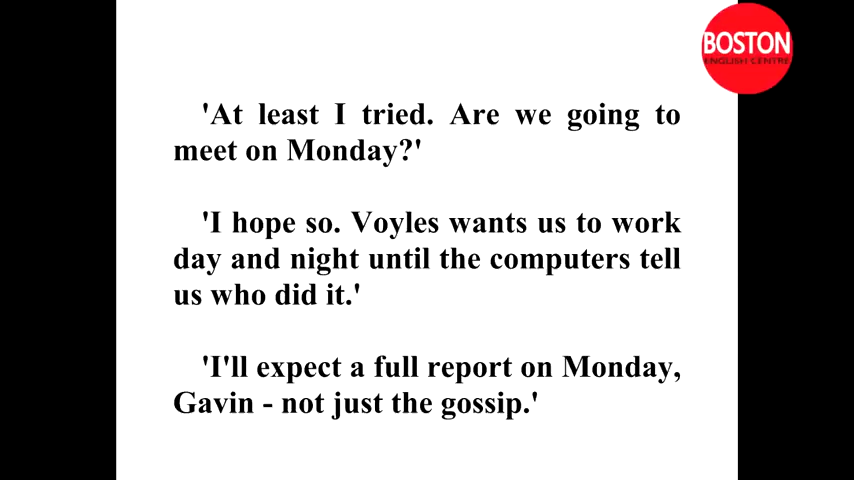 BOSTON
ENGLISH CENTRE
'At least I tried. Are we going to
meet on Monday?'
'I hope so. Voyles wants us to work
day and night until the computers tell
us who did it.'
'I'll expect a full report on Monday,
Gavin - not just the gossip.'